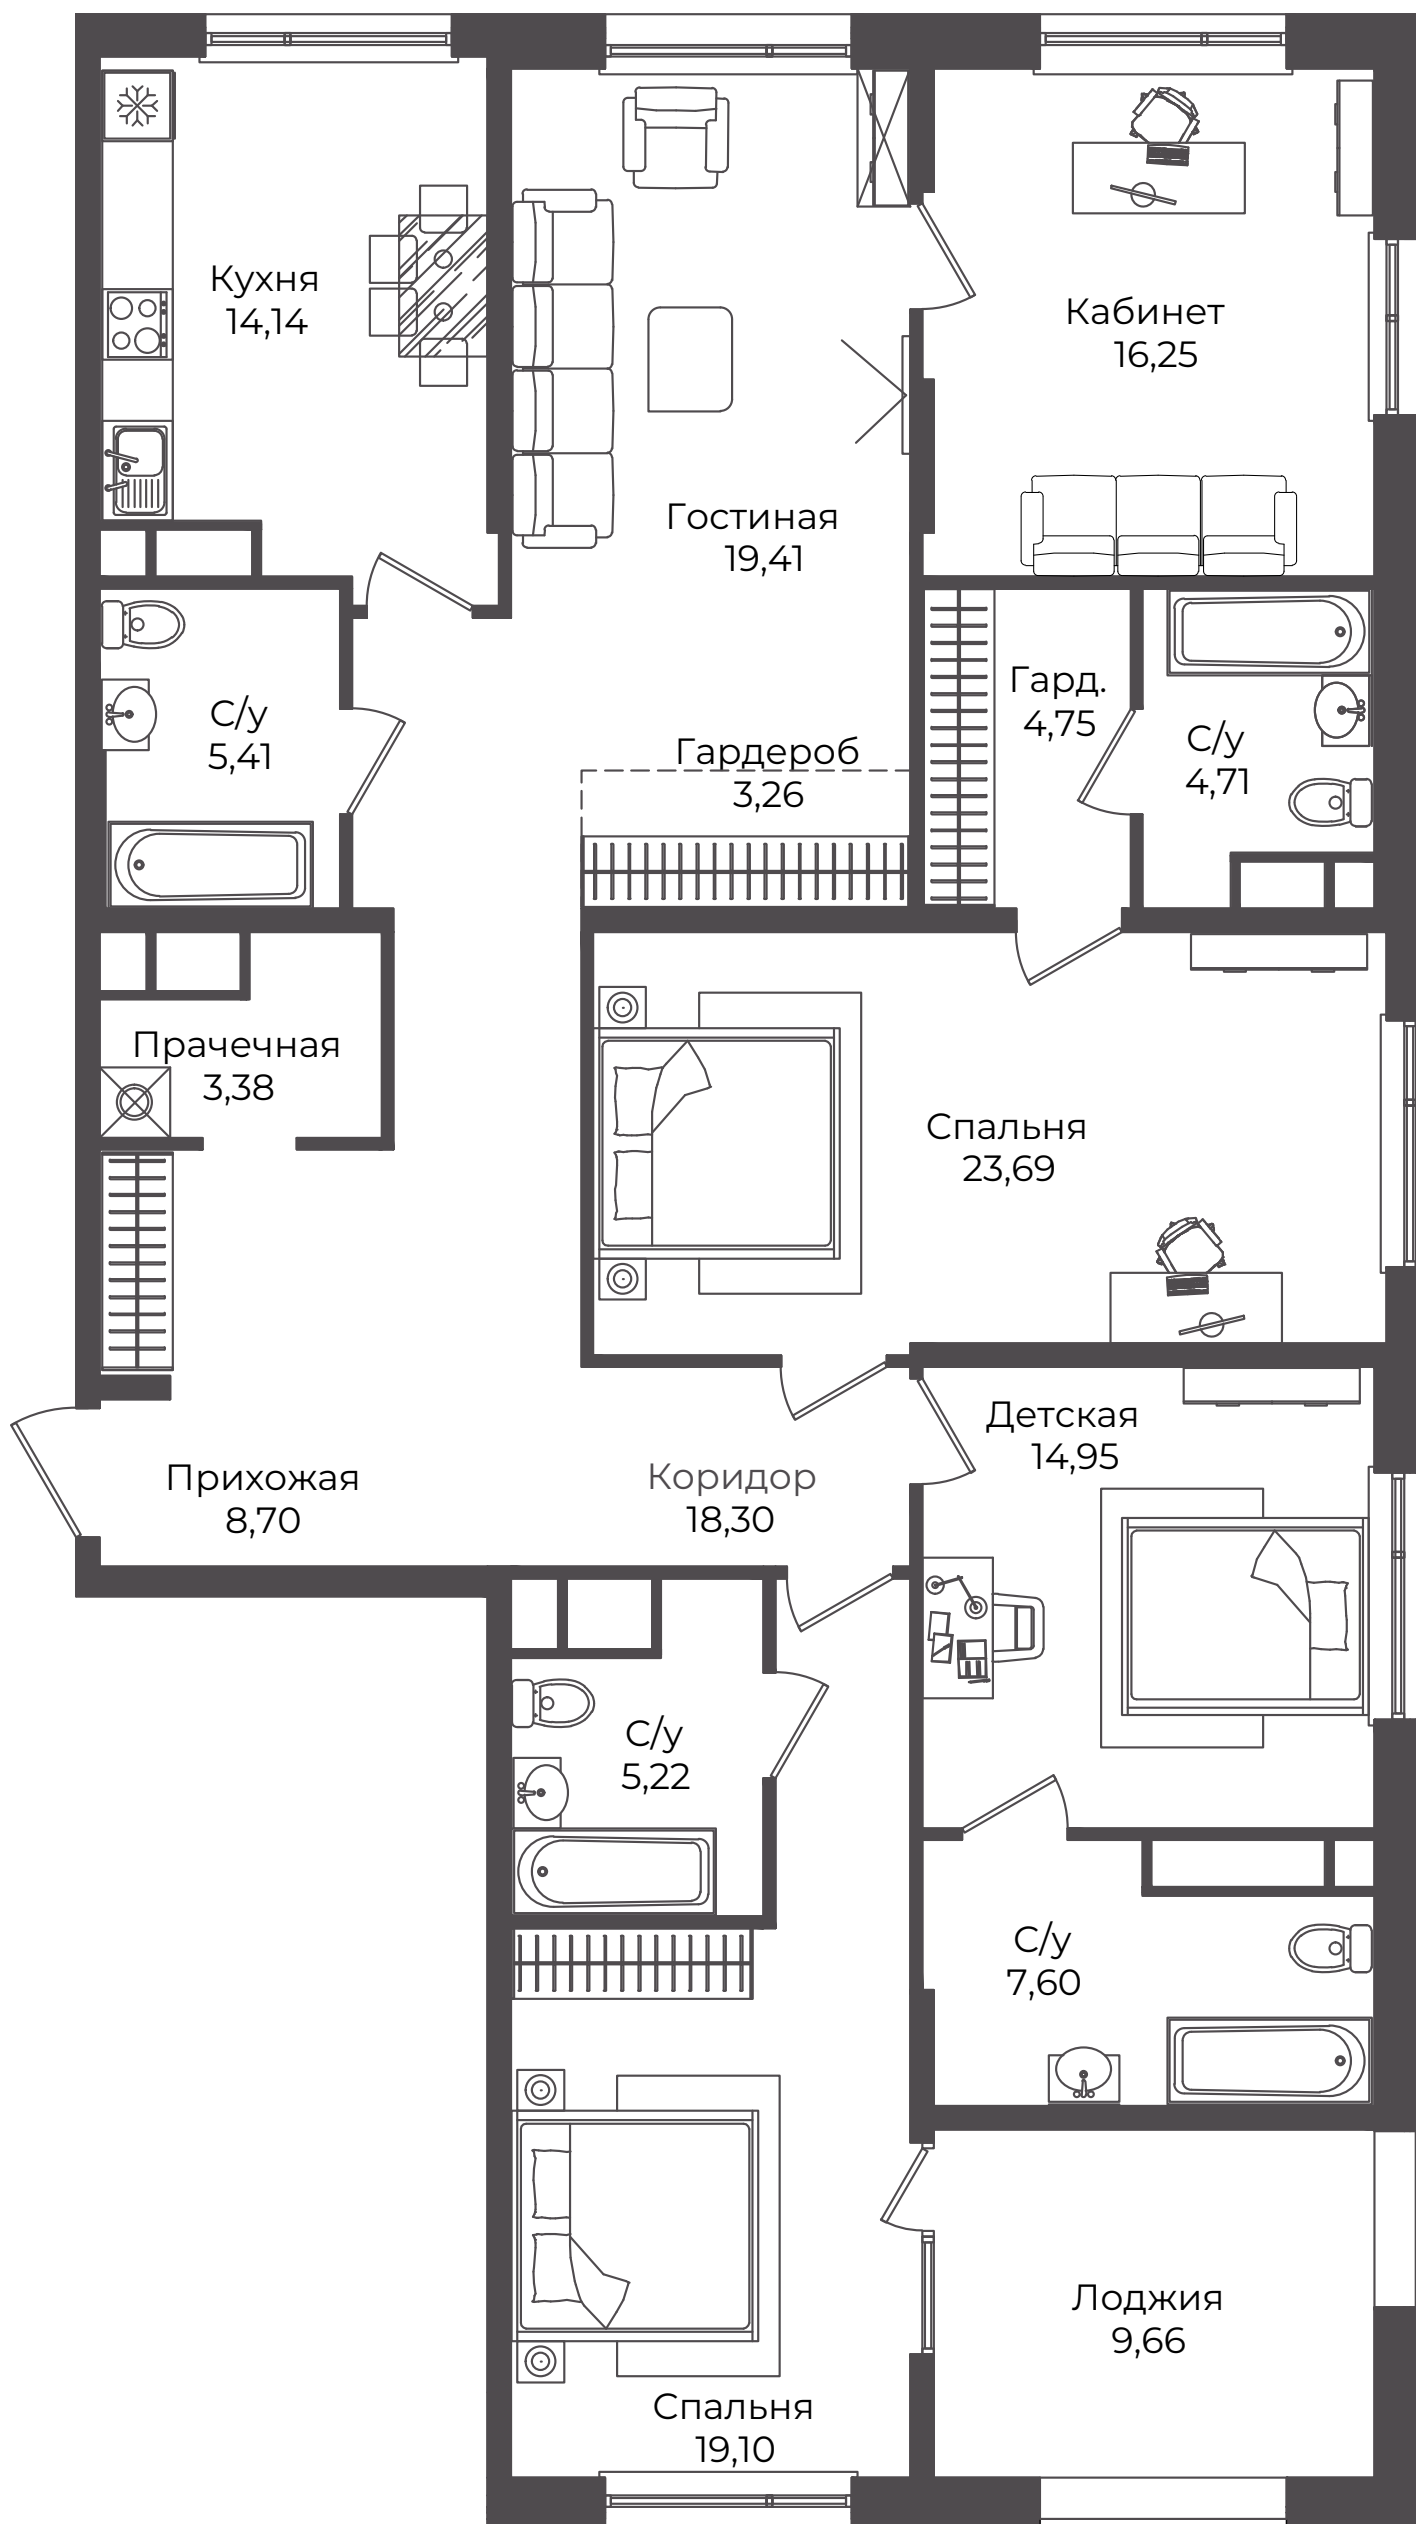 Кухня
14,14
Кабинет
16,25
Гостиная
19,41
Гард.
4,75
С/у
5,41
С/у
4,71
Гардероб
3,26
Прачечная
3,38
Спальня
23,69
Детская
14,95
Прихожая
8,70
Коридор
18,30
С/у
5,22
С/у
7,60
Лоджия
9,66
Спальня
19,10